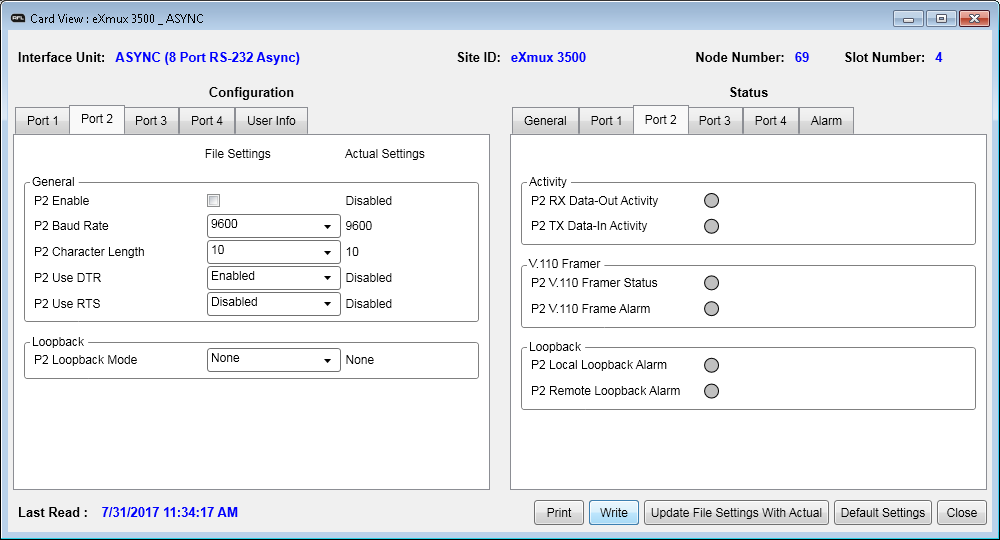 AFL Card View : eXmux 3500 _ ASYNC
Interface Unit: ASYNC (8 Port RS-232 Async) Site ID: eXmux 3500 Node Number: 69 Slot Number: 4
Configuration
Port 1 Port 2 Port 3 Port 4 User Info
File Settings Actual Settings
General
P2 Enable Disabled
P2 Baud Rate 9600 9600
P2 Character Length 10 10
P2 Use DTR Enabled Disabled
P2 Use RTS Disabled Disabled
Loopback
P2 Loopback Mode None None
Status
General Port 1 Port 2 Port 3 Port 4 Alarm
Activity
P2 RX Data-Out Activity
P2 TX Data-In Activity
V.110 Framer
P2 V.110 Framer Status
P2 V.110 Frame Alarm
Loopback
P2 Local Loopback Alarm
P2 Remote Loopback Alarm
Last Read : 7/31/2017 11:34:17 AM Print Write Update File Settings With Actual Default Settings Close